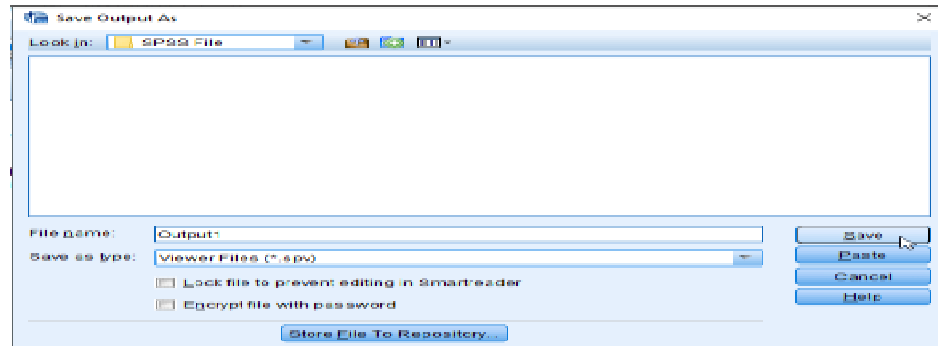 Save Output As
Look in: SPSS File
File name: Output1
Save
Save as type: Viewer Files (*.spv)
Paste
Lock file to prevent editing in Smartreader
Cancel
Encrypt file with password
Help
Store File To Repository...